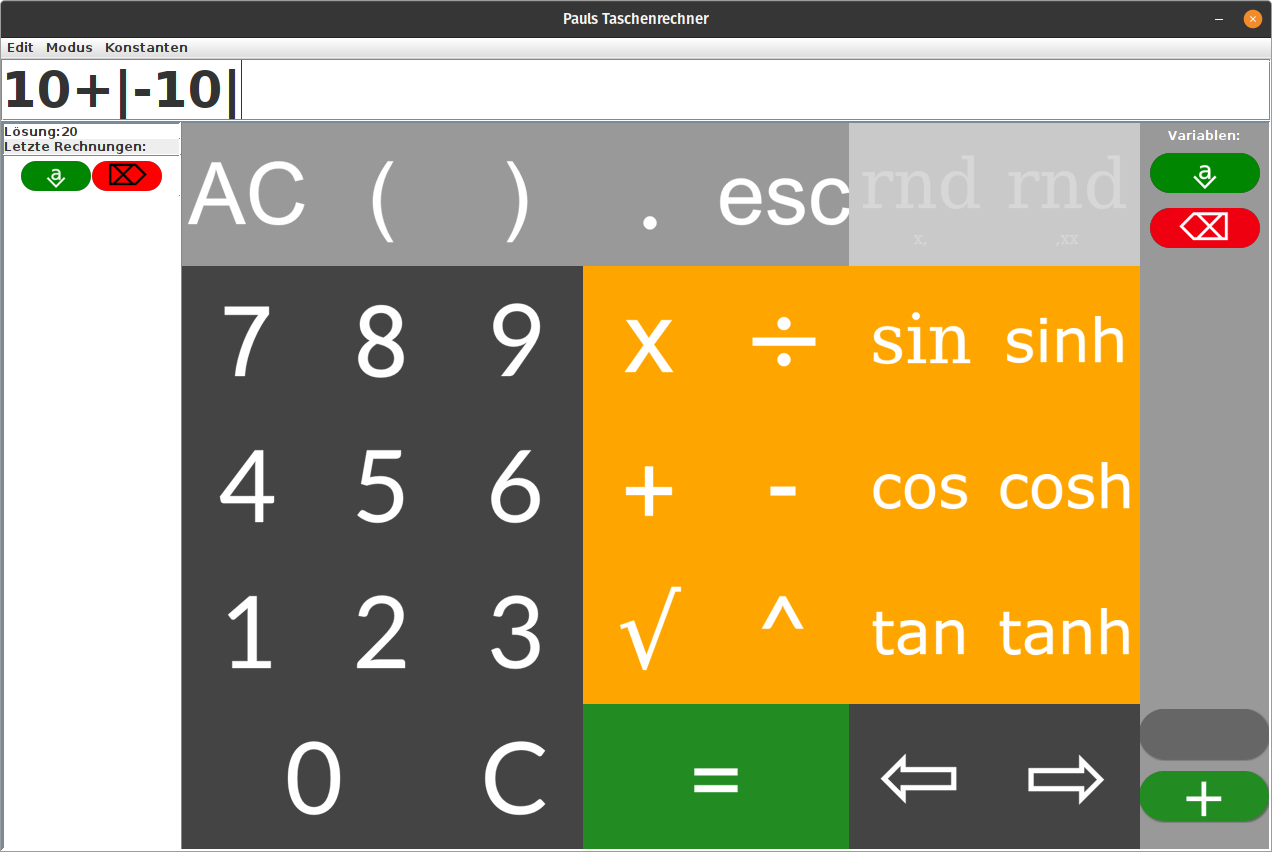 Pauls Taschenrechner
Edit Modus Konstanten
10+|-10|
Lösung:20
Letzte Rechnungen:
a
AC ( ) . esc rnd rnd
x, ,xx
Variablen:
a
7 8 9 x ÷ sin sinh
4 5 6 + - cos cosh
1 2 3 √ ^ tan tanh
0 C = ⇦ ⇨
+